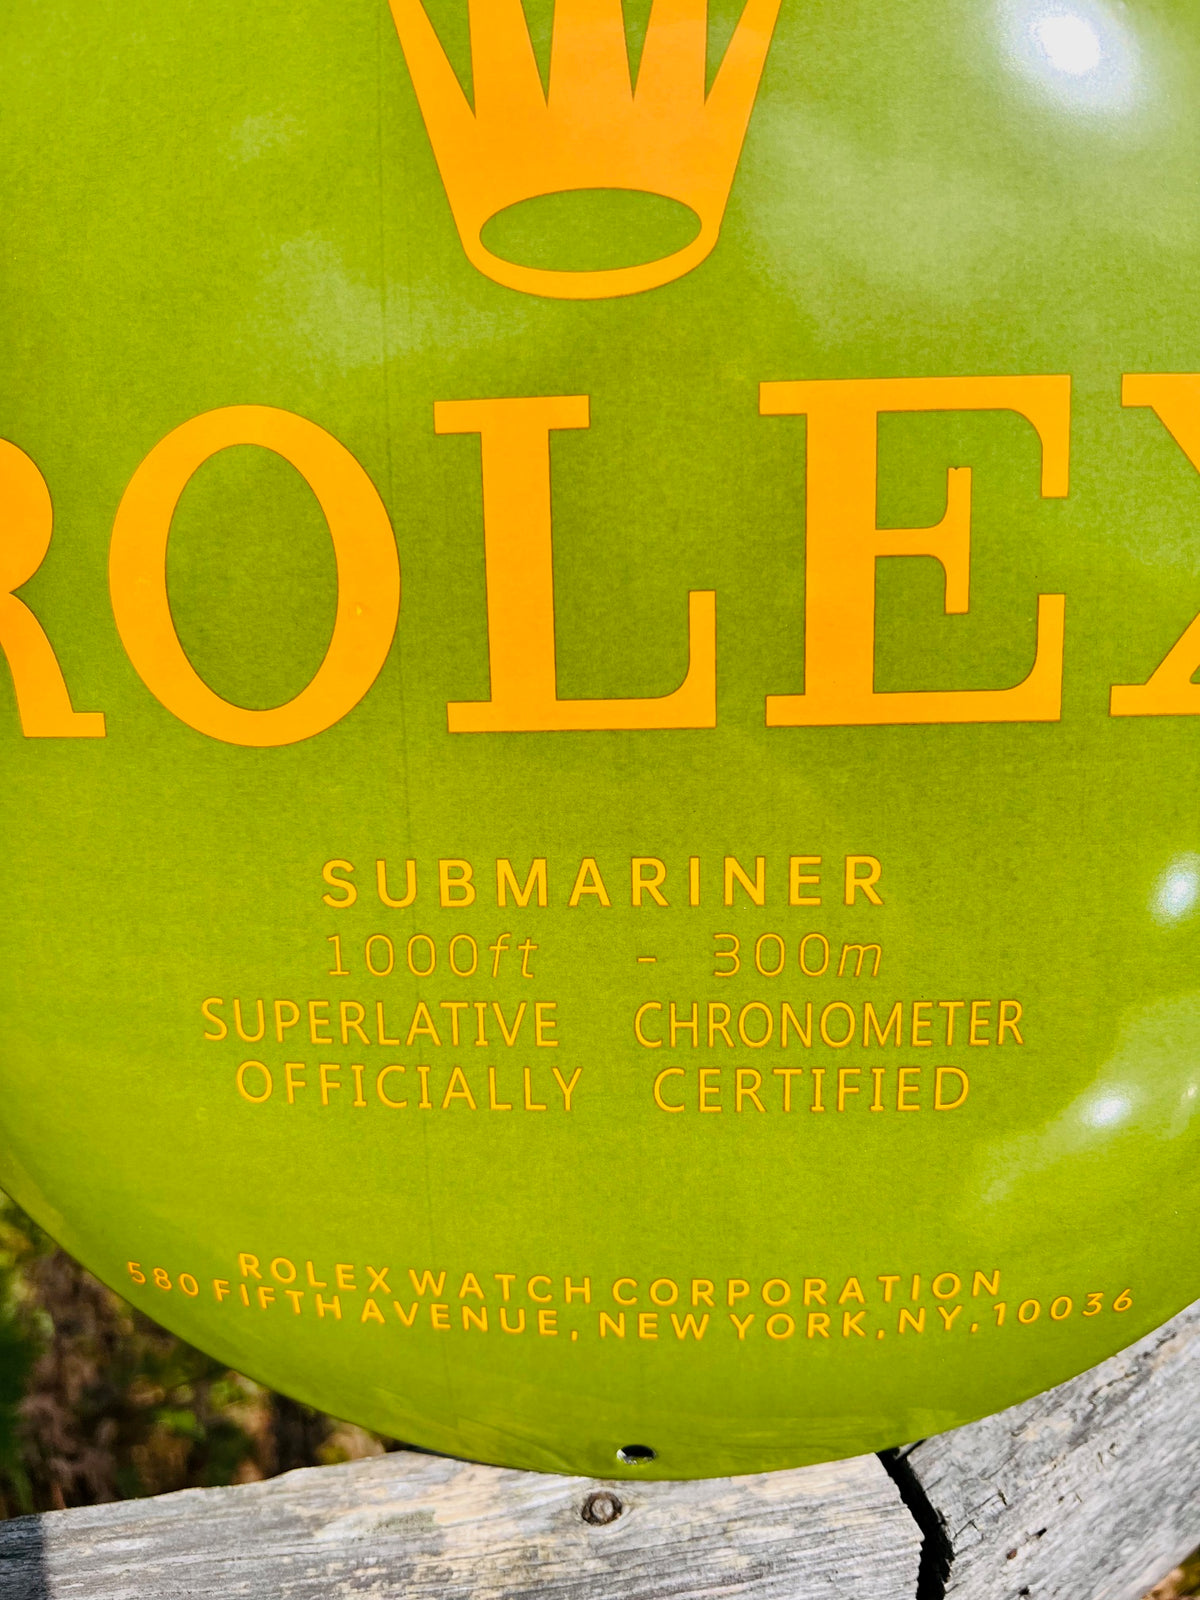 ROLEX
SUBMARINER
1000ft - 300m
SUPERLATIVE CHRONOMETER
OFFICIALLY CERTIFIED
ROLEX WATCH CORPORATION
580 FIFTH AVENUE, NEW YORK,NY,10036